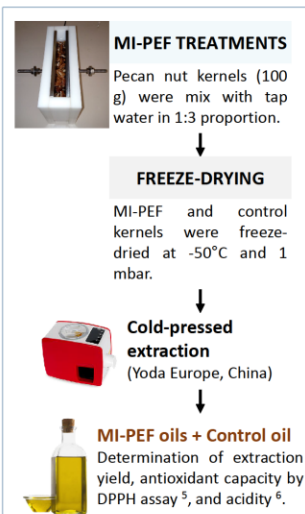 MI-PEF TREATMENTS
Pecan nut kernels (100
g) were mix with tap
water in 1:3 proportion.
FREEZE-DRYING
MI-PEF and control
kernels were freeze-
dried at -50°C and 1
mbar.
Cold-pressed
extraction
(Yoda Europe, China)
MI-PEF oils + Control oil
Determination of extraction
yield, antioxidant capacity by
DPPH assay ⁵, and acidity ⁶.